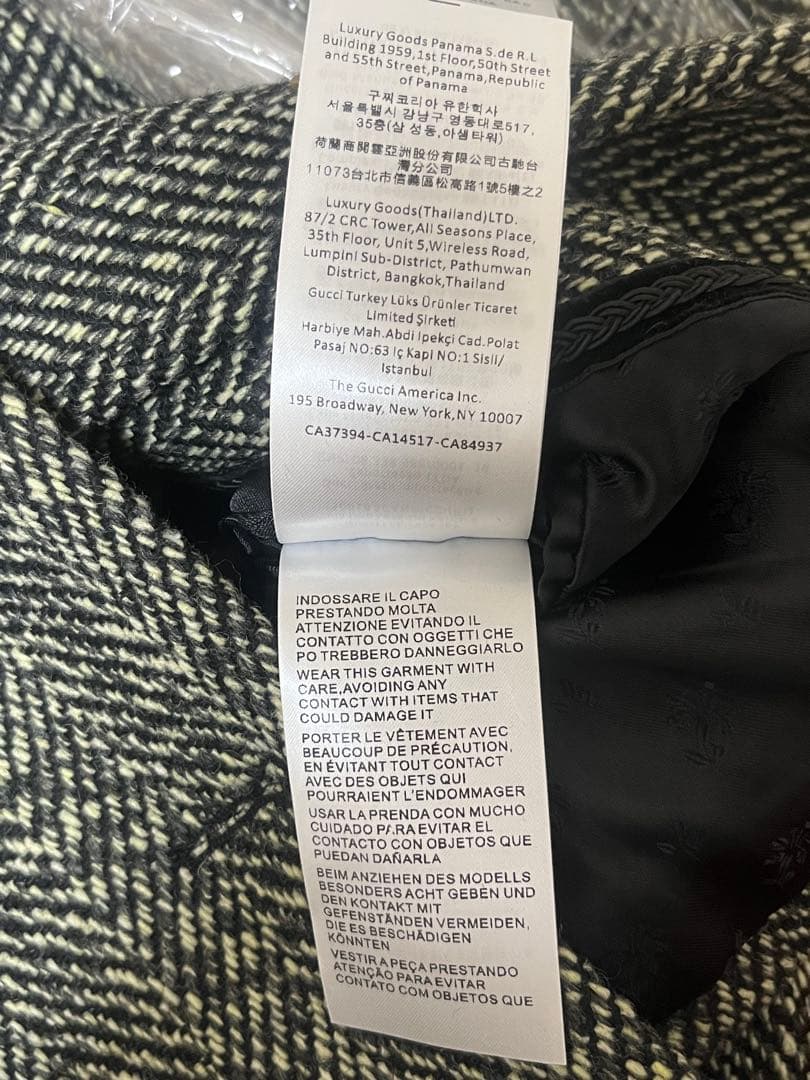 Luxury Goods Panama S.de R.L
Building 1959,1st Floor,50th Street
and 55th Street,Panama,Republic
of Panama
구찌코리아 유한회사
서울특별시 강남구 영동대로517,
35층(삼 성동,아셈타워)
荷蘭商開雲亞洲股份有限公司古馳台
灣分公司
11073台北市信義區松高路1號5樓之2
Luxury Goods(Thailand)LTD.
87/2 CRC Tower,All Seasons Place,
35th Floor, Unit 5,Wireless Road,
Lumpini Sub-District, Pathumwan
District, Bangkok,Thailand
Gucci Turkey Lüks Ürünler Ticaret
Limited Şirketi
Harbiye Mah.Abdi İpekçi Cad.Polat
Pasaj NO:63 İç Kapi NO:1 Sisli/
İstanbul
The Gucci America Inc.
195 Broadway, New York,NY 10007
CA37394-CA14517-CA84937
INDOSSARE IL CAPO
PRESTANDO MOLTA
ATTENZIONE EVITANDO IL
CONTATTO CON OGGETTI CHE
PO TREBBERO DANNEGGIARLO
WEAR THIS GARMENT WITH
CARE,AVOIDING ANY
CONTACT WITH ITEMS THAT
COULD DAMAGE IT
PORTER LE VÊTEMENT AVEC
BEAUCOUP DE PRÉCAUTION,
EN ÉVITANT TOUT CONTACT
AVEC DES OBJETS QUI
POURRAIENT L'ENDOMMAGER
USAR LA PRENDA CON MUCHO
CUIDADO PARA EVITAR EL
CONTACTO CON OBJETOS QUE
PUEDAN DAÑARLA
BEIM ANZIEHEN DES MODELLS
BESONDERS ACHT GEBEN UND
DEN KONTAKT MIT
GEFENSTÄNDEN VERMEIDEN,
DIE ES BESCHÄDIGEN
KÖNNTEN
VESTIR A PEÇA PRESTANDO
ATENÇÃO PARA EVITAR
CONTATO COM OBJETOS QUE